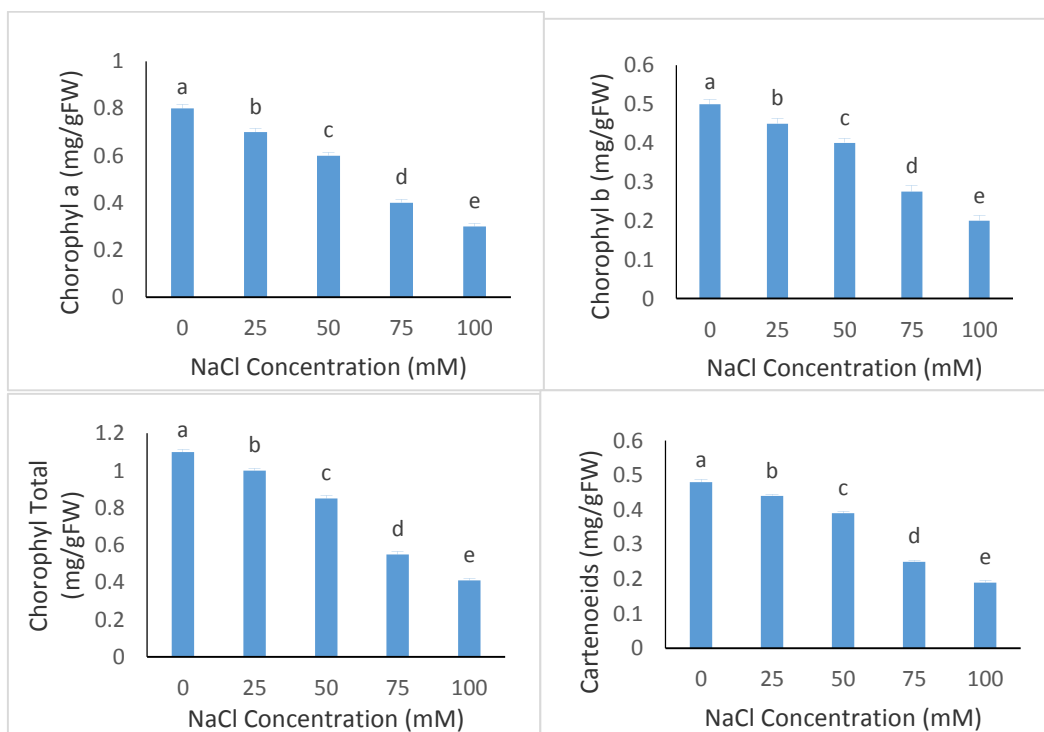 Chorophyl a (mg/gFW)
1
0.8
0.6
0.4
0.2
0
a
b
c
d
e
0 25 50 75 100
NaCl Concentration (mM)
Chorophyl b (mg/gFW)
0.6
0.5
0.4
0.3
0.2
0.1
0
a
b
c
d
e
0 25 50 75 100
NaCl Concentration (mM)
Chorophyl Total
(mg/gFW)
1.2
1
0.8
0.6
0.4
0.2
0
a
b
c
d
e
0 25 50 75 100
NaCl Concentration (mM)
Cartenoeids (mg/gFW)
0.6
0.5
0.4
0.3
0.2
0.1
0
a
b
c
d
e
0 25 50 75 100
NaCl Concentration (mM)